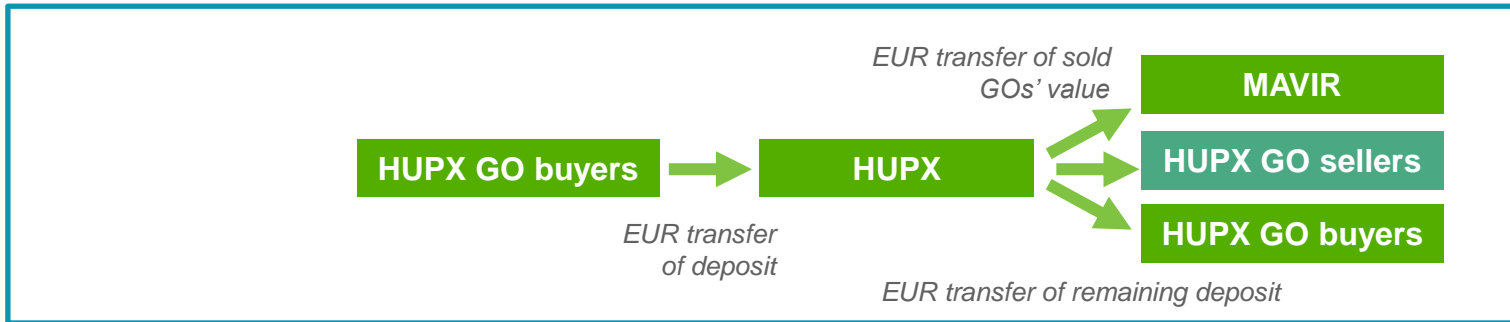 EUR transfer of sold
GOs’ value
MAVIR
HUPX GO buyers
HUPX
HUPX GO sellers
HUPX GO buyers
EUR transfer
of deposit
EUR transfer of remaining deposit